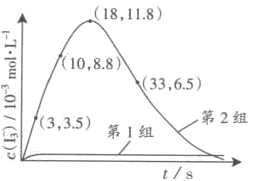 (18,11.8)
(10,8.8)
(33,6.5)
第2组
(3,3.5)
第1组
c(I₃⁻)/10⁻³ mol·L⁻¹
t/s